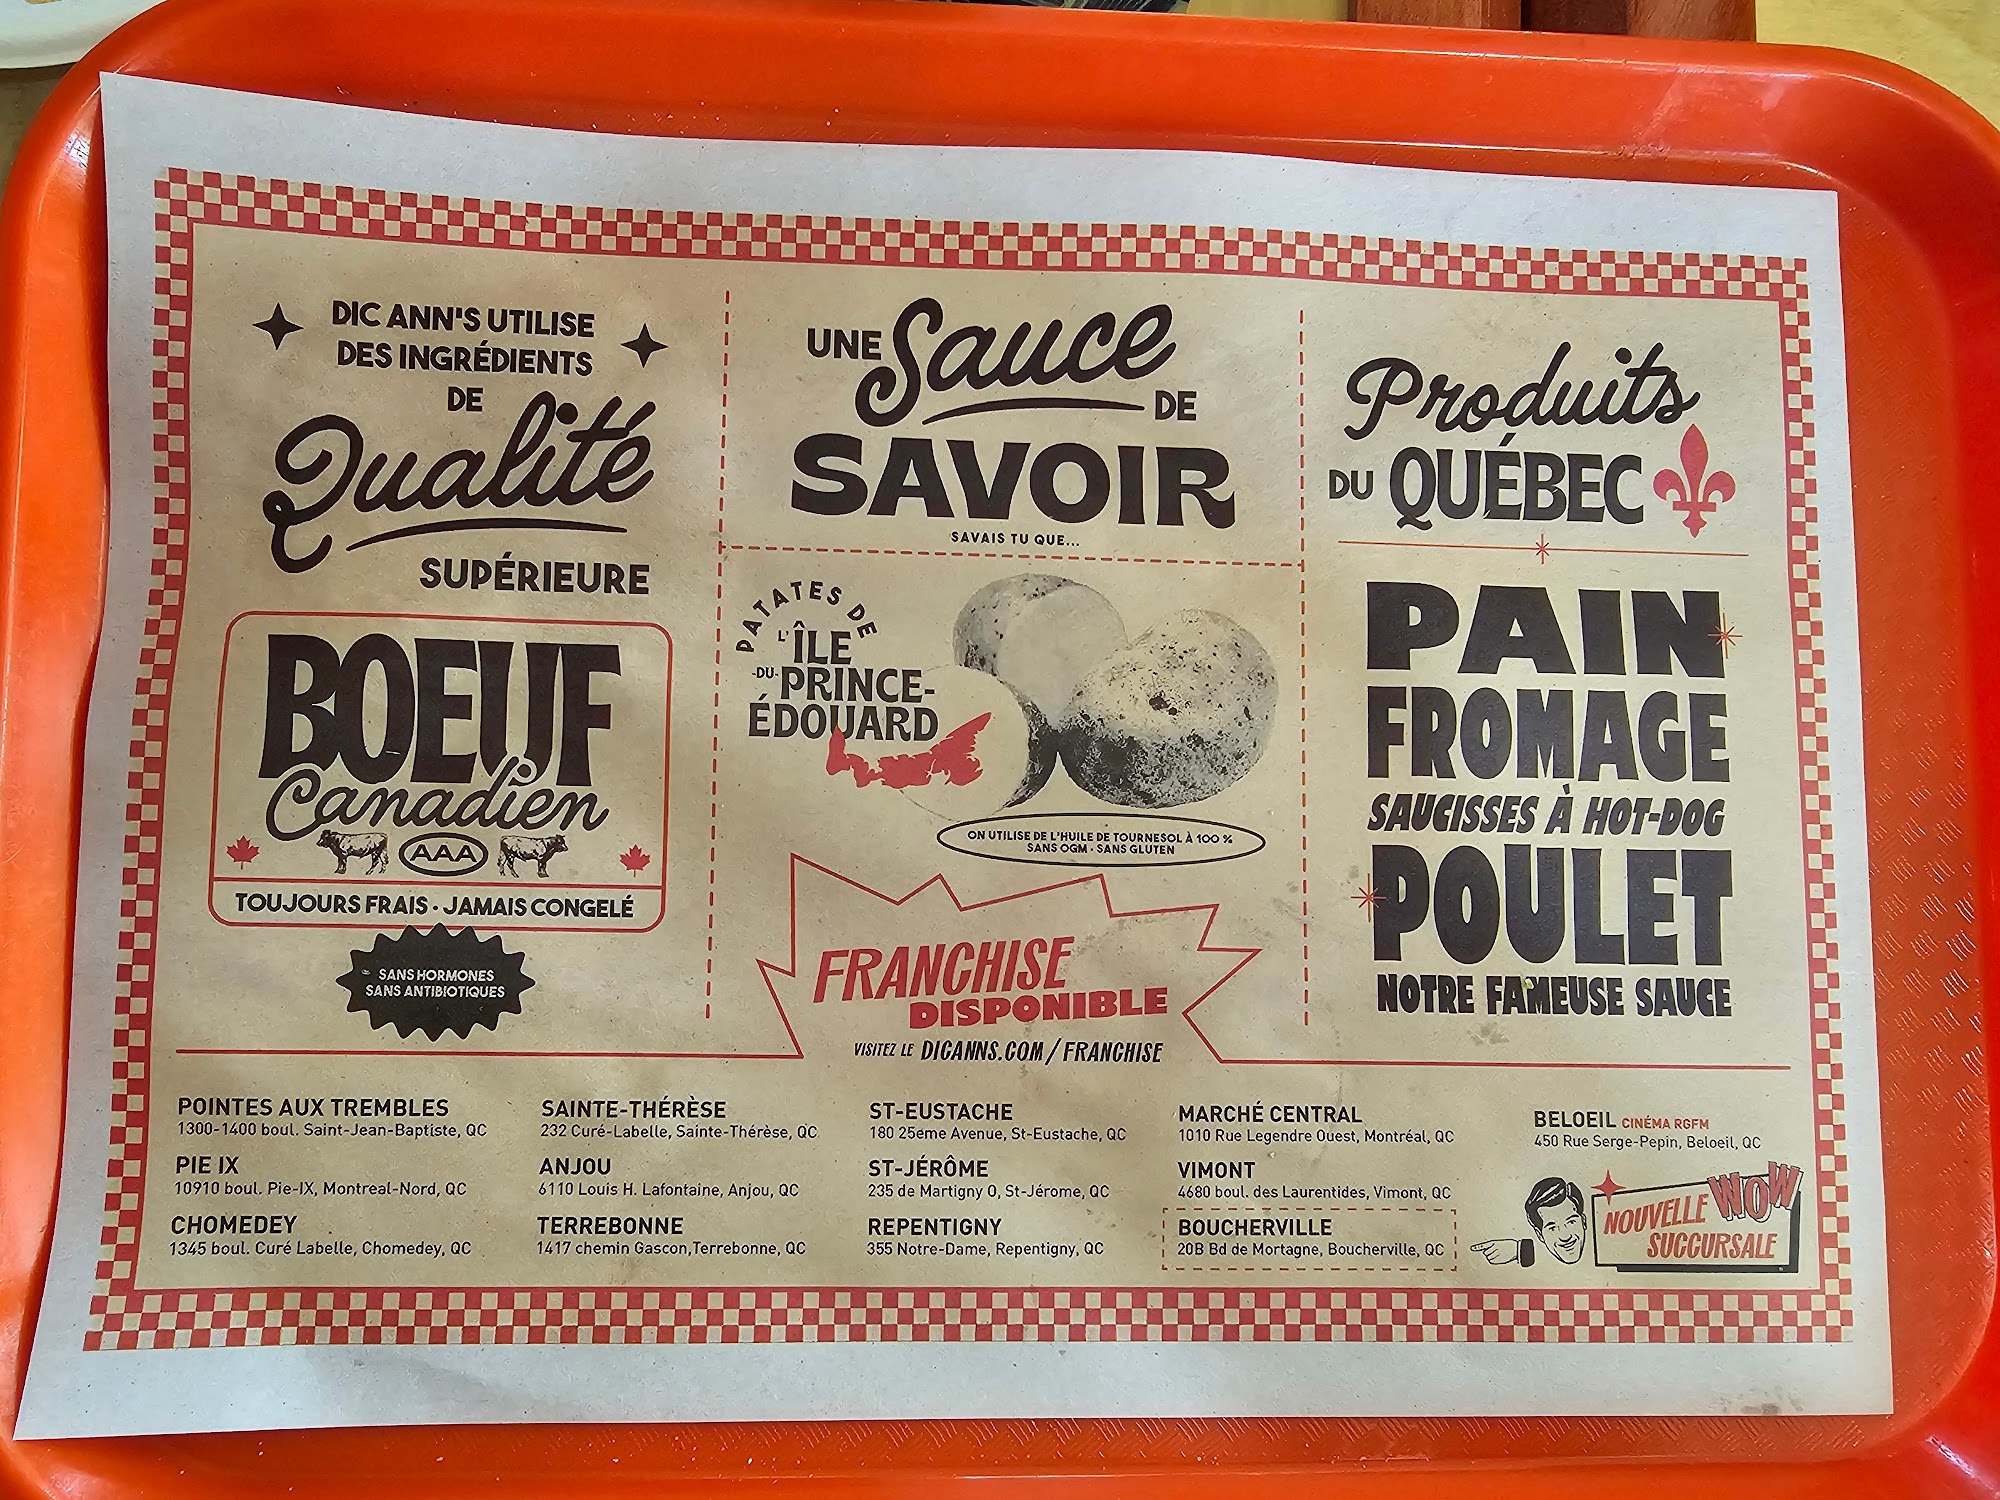 DIC ANN'S UTILISE
DES INGRÉDIENTS
DE
Qualité
SUPÉRIEURE
BOEUF
Canadien
AAA
TOUJOURS FRAIS · JAMAIS CONGELÉ
SANS HORMONES
SANS ANTIBIOTIQUES
UNE Sauce DE
SAVOIR
SAVAIS TU QUE...
PATATES DE
L'ÎLE
-DU- PRINCE-
ÉDOUARD
ON UTILISE DE L'HUILE DE TOURNESOL À 100 %
SANS OGM · SANS GLUTEN
FRANCHISE
DISPONIBLE
VISITEZ LE DICANNS.COM/FRANCHISE
Produits
DU QUÉBEC
PAIN
FROMAGE
SAUCISSES À HOT-DOG
POULET
NOTRE FAMEUSE SAUCE
POINTES AUX TREMBLES
1300-1400 boul. Saint-Jean-Baptiste, QC
PIE IX
10910 boul. Pie-IX, Montreal-Nord, QC
CHOMEDEY
1345 boul. Curé Labelle, Chomedey, QC
SAINTE-THÉRÈSE
232 Curé-Labelle, Sainte-Thérèse, QC
ANJOU
6110 Louis H. Lafontaine, Anjou, QC
TERREBONNE
1417 chemin Gascon,Terrebonne, QC
ST-EUSTACHE
180 25eme Avenue, St-Eustache, QC
ST-JÉRÔME
235 de Martigny O, St-Jérome, QC
REPENTIGNY
355 Notre-Dame, Repentigny, QC
MARCHÉ CENTRAL
1010 Rue Legendre Ouest, Montréal, QC
VIMONT
4680 boul. des Laurentides, Vimont, QC
BOUCHERVILLE
20B Bd de Mortagne, Boucherville, QC
BELOEIL CINÉMA RGFM
450 Rue Serge-Pepin, Beloeil, QC
WOW
NOUVELLE
SUCCURSALE